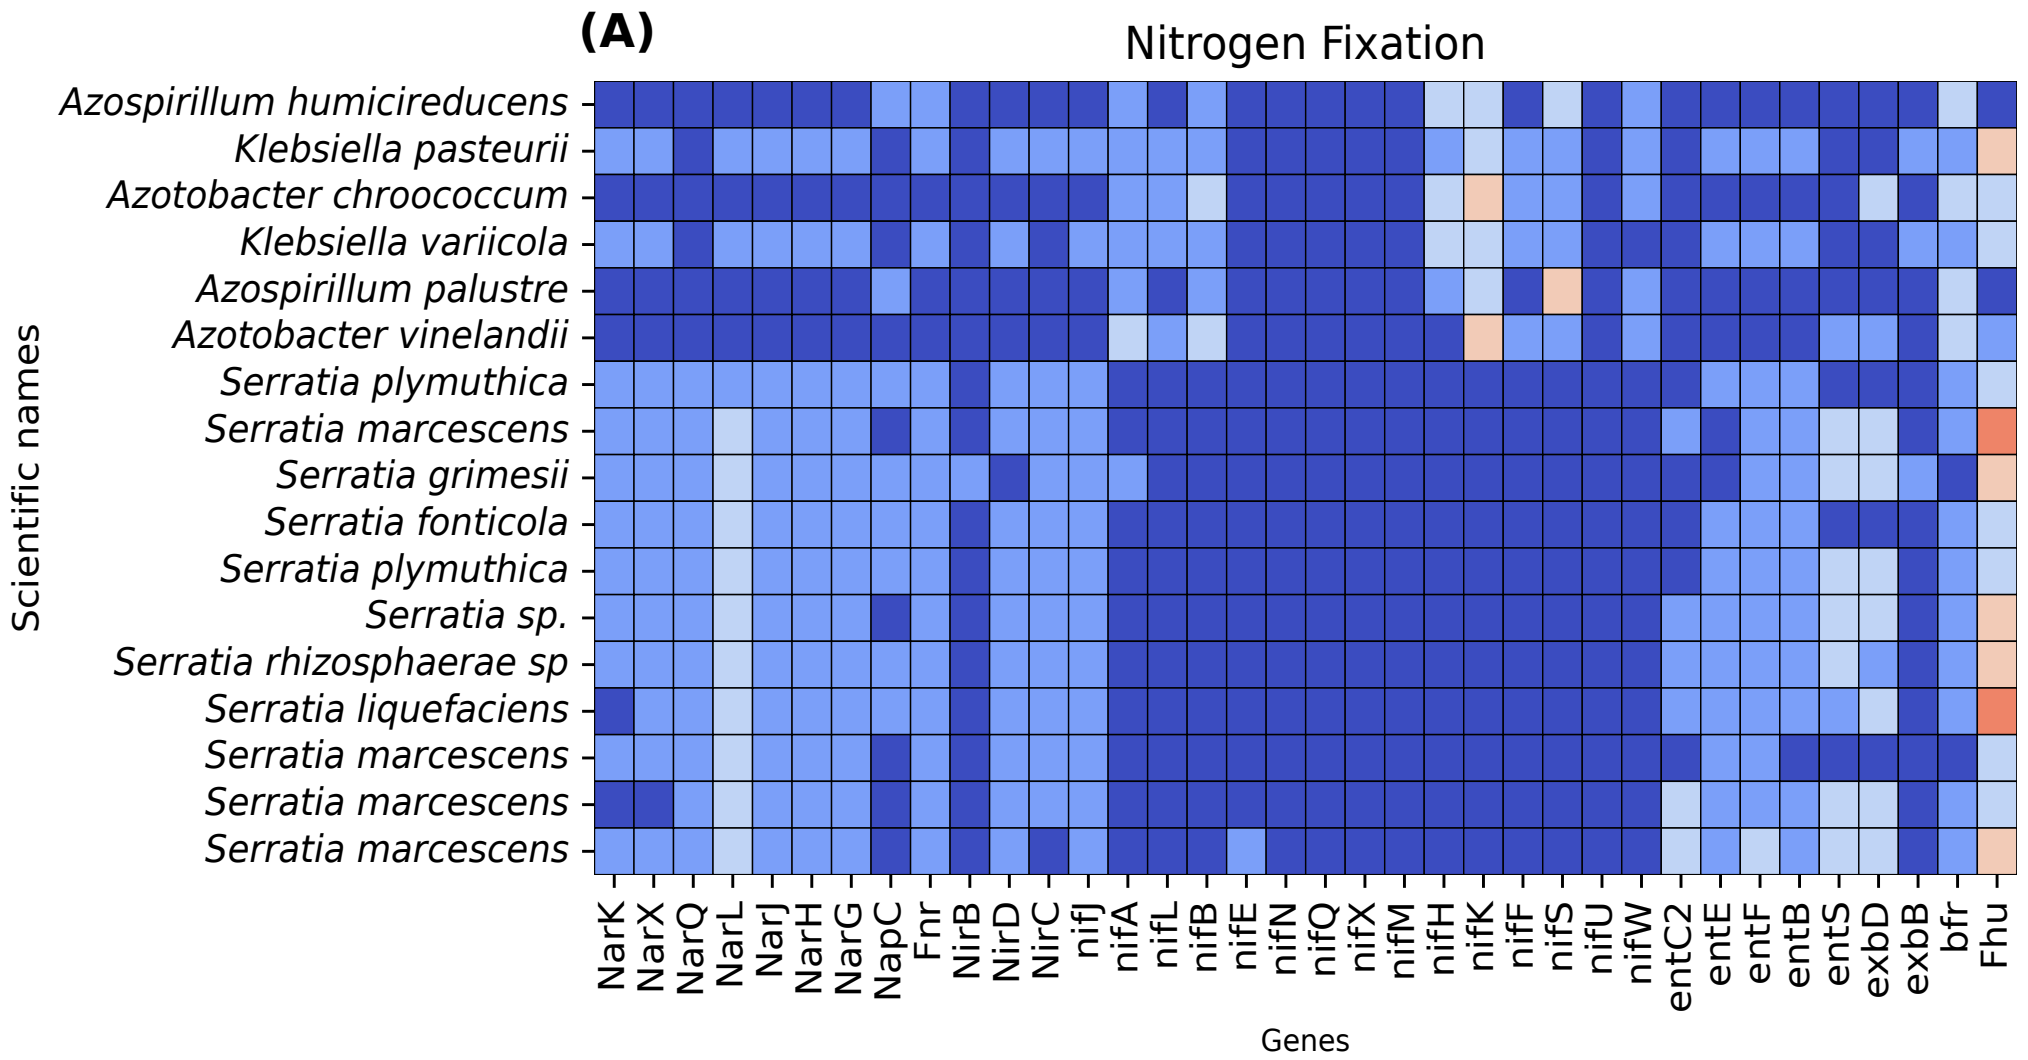 (A)
Nitrogen Fixation
Scientific names
Azospirillum humicireducens
Klebsiella pasteurii
Azotobacter chroococcum
Klebsiella variicola
Azospirillum palustre
Azotobacter vinelandii
Serratia plymuthica
Serratia marcescens
Serratia grimesii
Serratia fonticola
Serratia plymuthica
Serratia sp.
Serratia rhizosphaerae sp
Serratia liquefaciens
Serratia marcescens
Serratia marcescens
Serratia marcescens
NarK
NarX
NarQ
NarL
NarJ
NarH
NarG
NapC
Fnr
NirB
NirD
NirC
nifJ
nifA
nifL
nifB
nifE
nifN
nifQ
nifX
nifM
nifH
nifK
nifF
nifS
nifU
nifW
entC2
entE
entF
entB
entS
exbD
exbB
bfr
Fhu
Genes